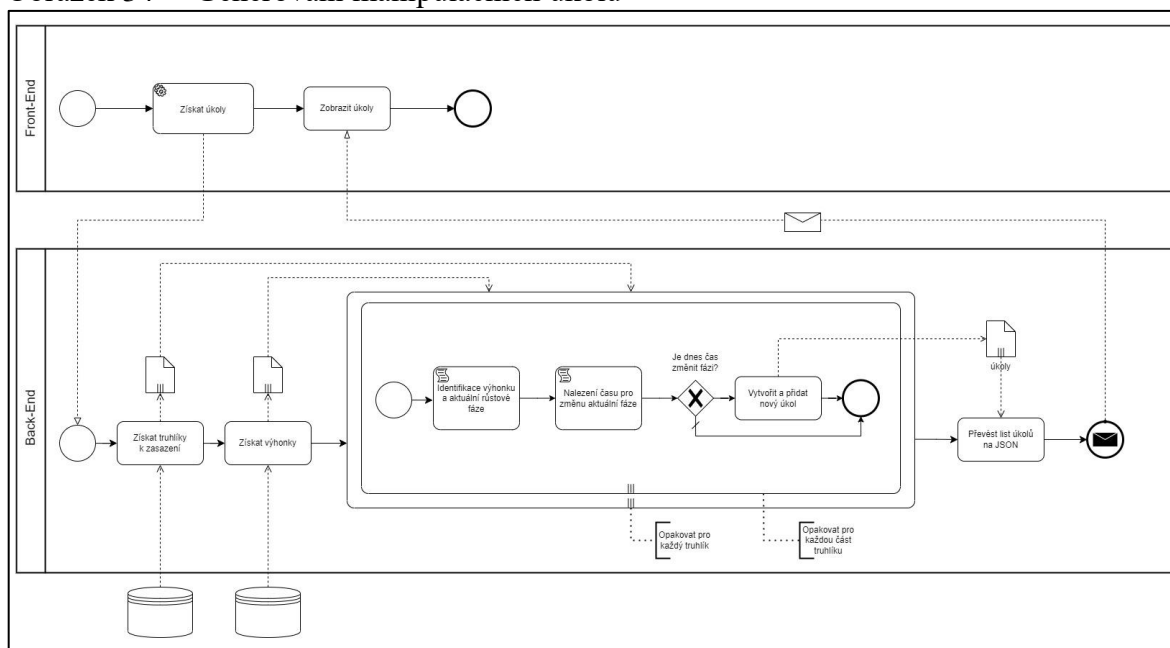 Front-End
Získat úkoly
Zobrazit úkoly
Back-End
Získat truhlíky
k zasazení
Získat výhonky
Identifikace výhonku
a aktuální růstové
fáze
Nalezení času pro
změnu aktuální fáze
Je dnes čas
změnit fázi?
Vytvořit a přidat
nový úkol
úkoly
Převést list úkolů
na JSON
Opakovat pro
každý truhlík
Opakovat pro
každou část
truhlíku